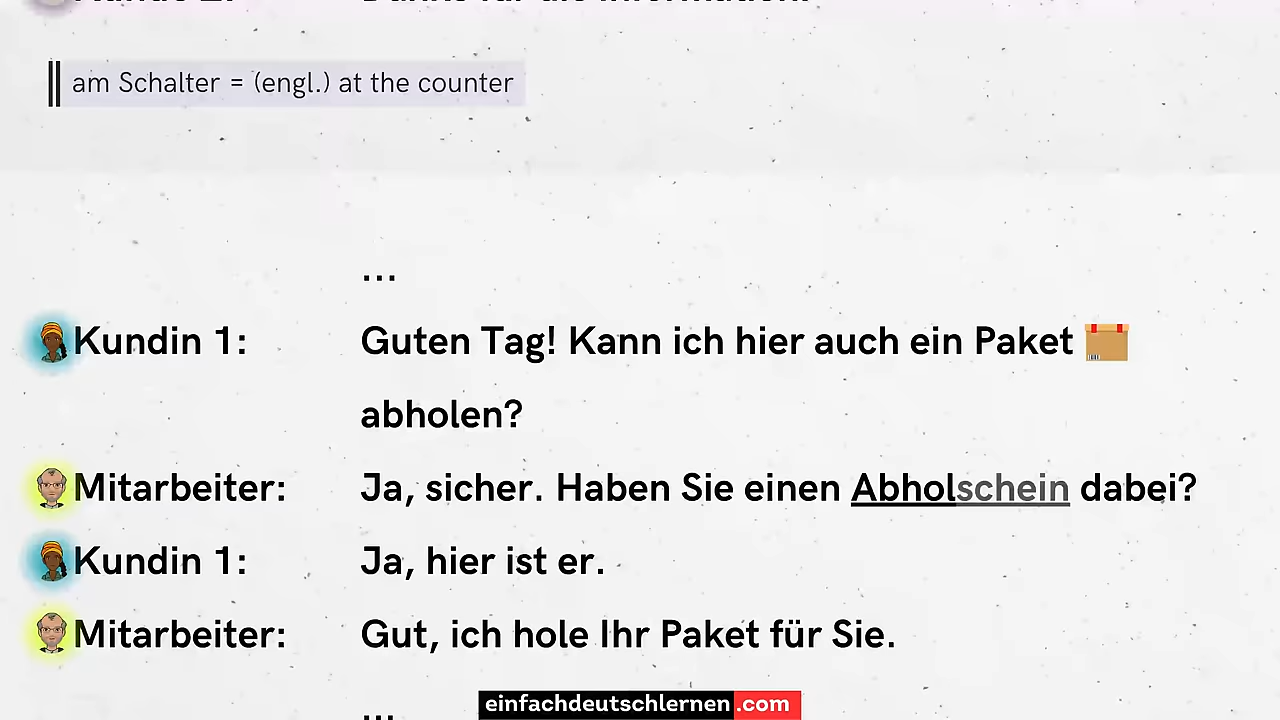 am Schalter = (engl.) at the counter
...
Kundin 1: Guten Tag! Kann ich hier auch ein Paket
abholen?
Mitarbeiter: Ja, sicher. Haben Sie einen Abholschein dabei?
Kundin 1: Ja, hier ist er.
Mitarbeiter: Gut, ich hole Ihr Paket für Sie.
...
einfachdeutschlernen.com